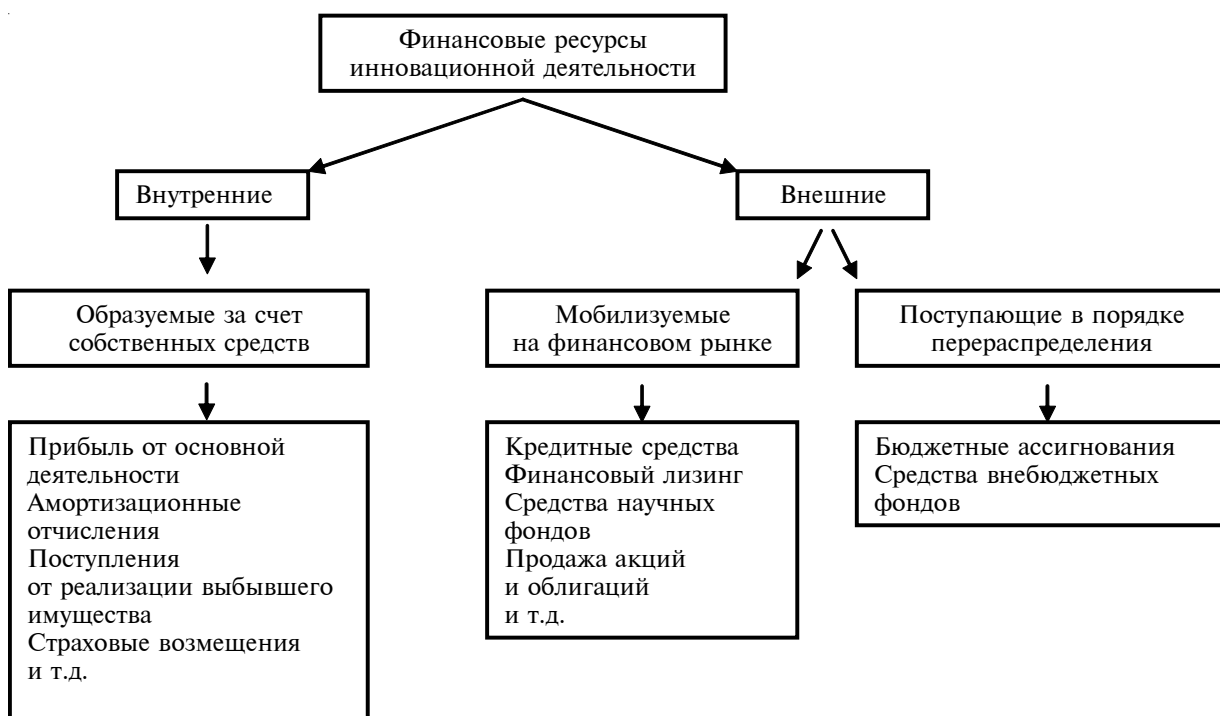 Финансовые ресурсы
инновационной деятельности
Внутренние
Внешние
Образуемые за счет
собственных средств
Мобилизуемые
на финансовом рынке
Поступающие в порядке
перераспределения
Прибыль от основной
деятельности
Амортизационные
отчисления
Поступления
от реализации выбывшего
имущества
Страховые возмещения
и т.д.
Кредитные средства
Финансовый лизинг
Средства научных
фондов
Продажа акций
и облигаций
и т.д.
Бюджетные ассигнования
Средства внебюджетных
фондов